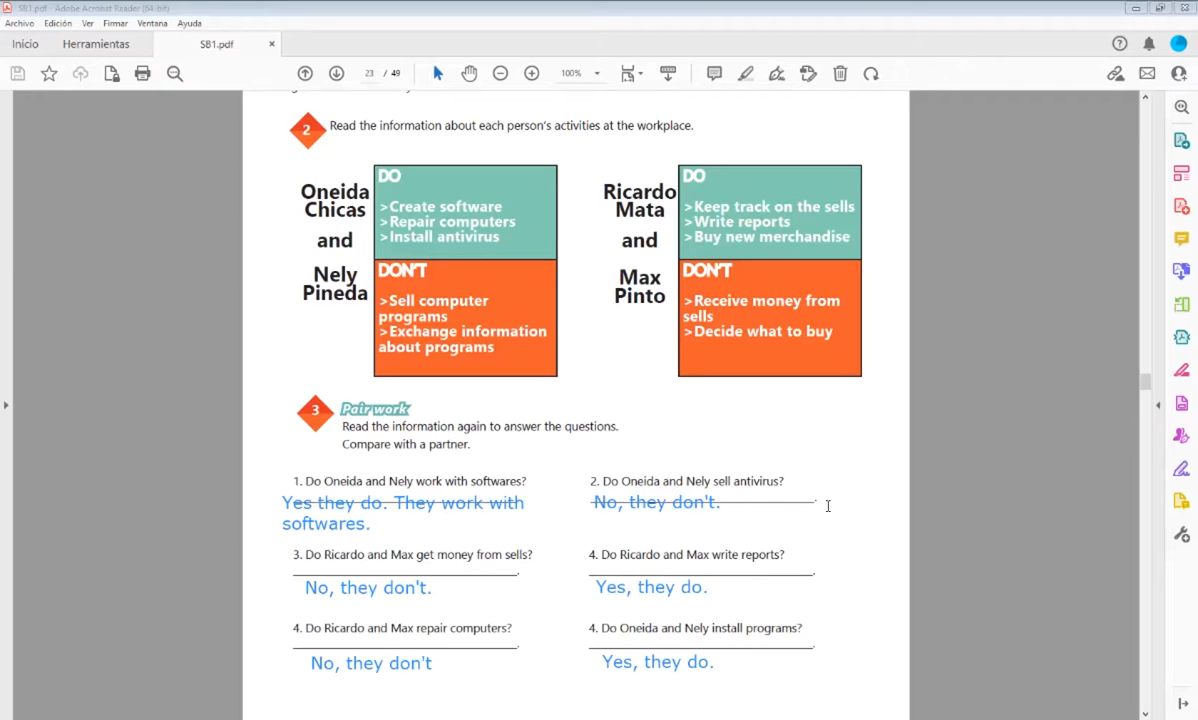 SB1.pdf - Adobe Acrobat Reader (64-bit)
Archivo Edición Ver Firmar Ventana Ayuda
Inicio Herramientas SB1.pdf ×
23 / 49 100%
2 Read the information about each person's activities at the workplace.
Oneida
Chicas
and
Nely
Pineda
DO
>Create software
>Repair computers
>Install antivirus
DON'T
>Sell computer
programs
>Exchange information
about programs
Ricardo
Mata
and
Max
Pinto
DO
>Keep track on the sells
>Write reports
>Buy new merchandise
DON'T
>Receive money from
sells
>Decide what to buy
3 Pair work
Read the information again to answer the questions.
Compare with a partner.
1. Do Oneida and Nely work with softwares?
Yes they do. They work with
softwares.
2. Do Oneida and Nely sell antivirus?
No, they don't.
3. Do Ricardo and Max get money from sells?
No, they don't.
4. Do Ricardo and Max write reports?
Yes, they do.
4. Do Ricardo and Max repair computers?
No, they don't
4. Do Oneida and Nely install programs?
Yes, they do.